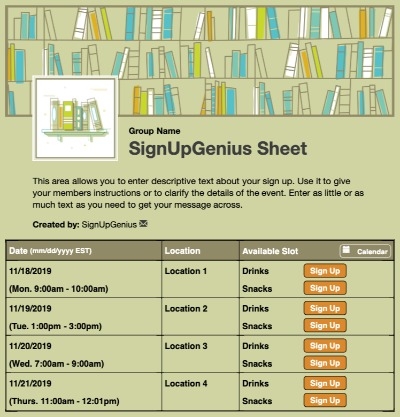 Group Name
SignUpGenius Sheet
This area allows you to enter descriptive text about your sign up. Use it to give
your members instructions or to clarify the details of the event. Enter as little or as
much text as you need to get your message across.
Created by: SignUpGenius
Date (mm/dd/yyyy EST) Location Available Slot Calendar
11/18/2019 Location 1 Drinks Sign Up
(Mon. 9:00am - 10:00am) Snacks Sign Up
11/19/2019 Location 2 Drinks Sign Up
(Tue. 1:00pm - 3:00pm) Snacks Sign Up
11/20/2019 Location 3 Drinks Sign Up
(Wed. 7:00am - 9:00am) Snacks Sign Up
11/21/2019 Location 4 Drinks Sign Up
(Thurs. 11:00am - 12:01pm) Snacks Sign Up